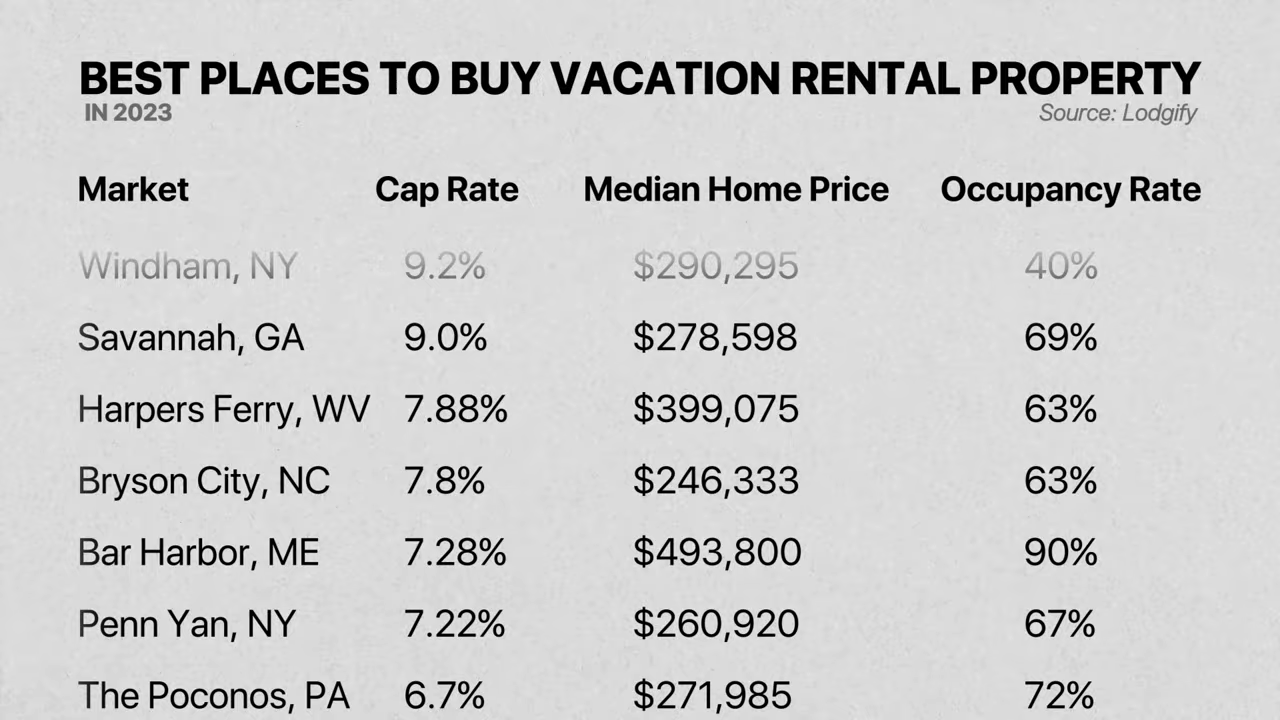 BEST PLACES TO BUY VACATION RENTAL PROPERTY
IN 2023 Source: Lodgify
Market Cap Rate Median Home Price Occupancy Rate
Windham, NY 9.2% $290,295 40%
Savannah, GA 9.0% $278,598 69%
Harpers Ferry, WV 7.88% $399,075 63%
Bryson City, NC 7.8% $246,333 63%
Bar Harbor, ME 7.28% $493,800 90%
Penn Yan, NY 7.22% $260,920 67%
The Poconos, PA 6.7% $271,985 72%